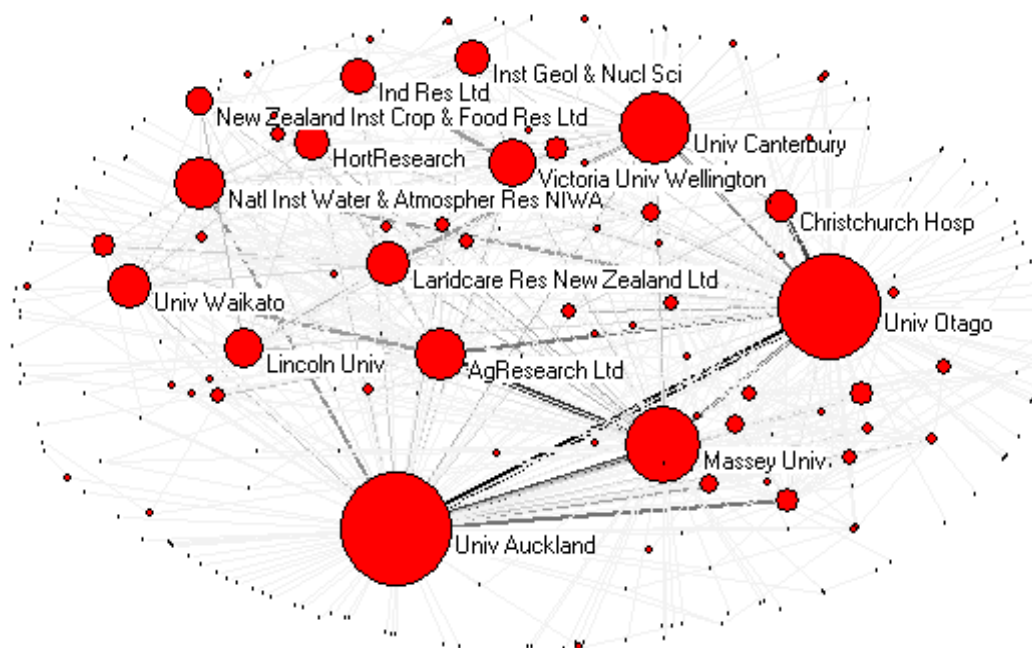 Inst Geol & Nucl Sci
Ind Res Ltd
New Zealand Inst Crop & Food Res Ltd
Univ Canterbury
HortResearch
Victoria Univ Wellington
Natl Inst Water & Atmospher Res NIWA
Christchurch Hosp
Landcare Res New Zealand Ltd
Univ Waikato
Univ Otago
Lincoln Univ
AgResearch Ltd
Massey Univ
Univ Auckland